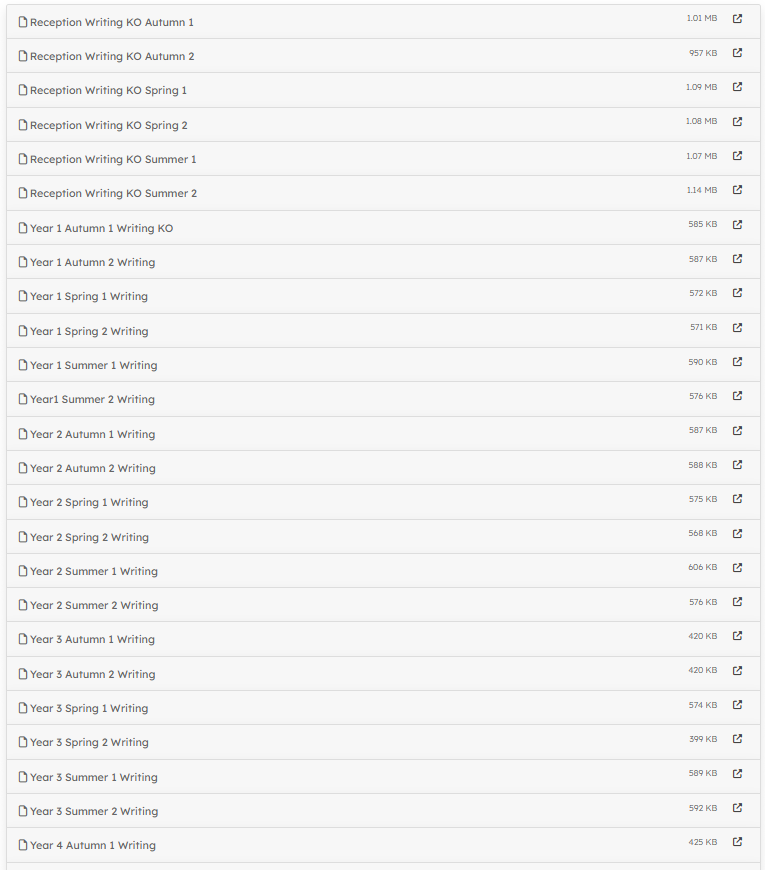 Reception Writing KO Autumn 1 1.01 MB
Reception Writing KO Autumn 2 957 KB
Reception Writing KO Spring 1 1.09 MB
Reception Writing KO Spring 2 1.08 MB
Reception Writing KO Summer 1 1.07 MB
Reception Writing KO Summer 2 1.14 MB
Year 1 Autumn 1 Writing KO 585 KB
Year 1 Autumn 2 Writing 587 KB
Year 1 Spring 1 Writing 572 KB
Year 1 Spring 2 Writing 571 KB
Year 1 Summer 1 Writing 590 KB
Year1 Summer 2 Writing 576 KB
Year 2 Autumn 1 Writing 587 KB
Year 2 Autumn 2 Writing 588 KB
Year 2 Spring 1 Writing 575 KB
Year 2 Spring 2 Writing 568 KB
Year 2 Summer 1 Writing 606 KB
Year 2 Summer 2 Writing 576 KB
Year 3 Autumn 1 Writing 420 KB
Year 3 Autumn 2 Writing 420 KB
Year 3 Spring 1 Writing 574 KB
Year 3 Spring 2 Writing 399 KB
Year 3 Summer 1 Writing 589 KB
Year 3 Summer 2 Writing 592 KB
Year 4 Autumn 1 Writing 425 KB